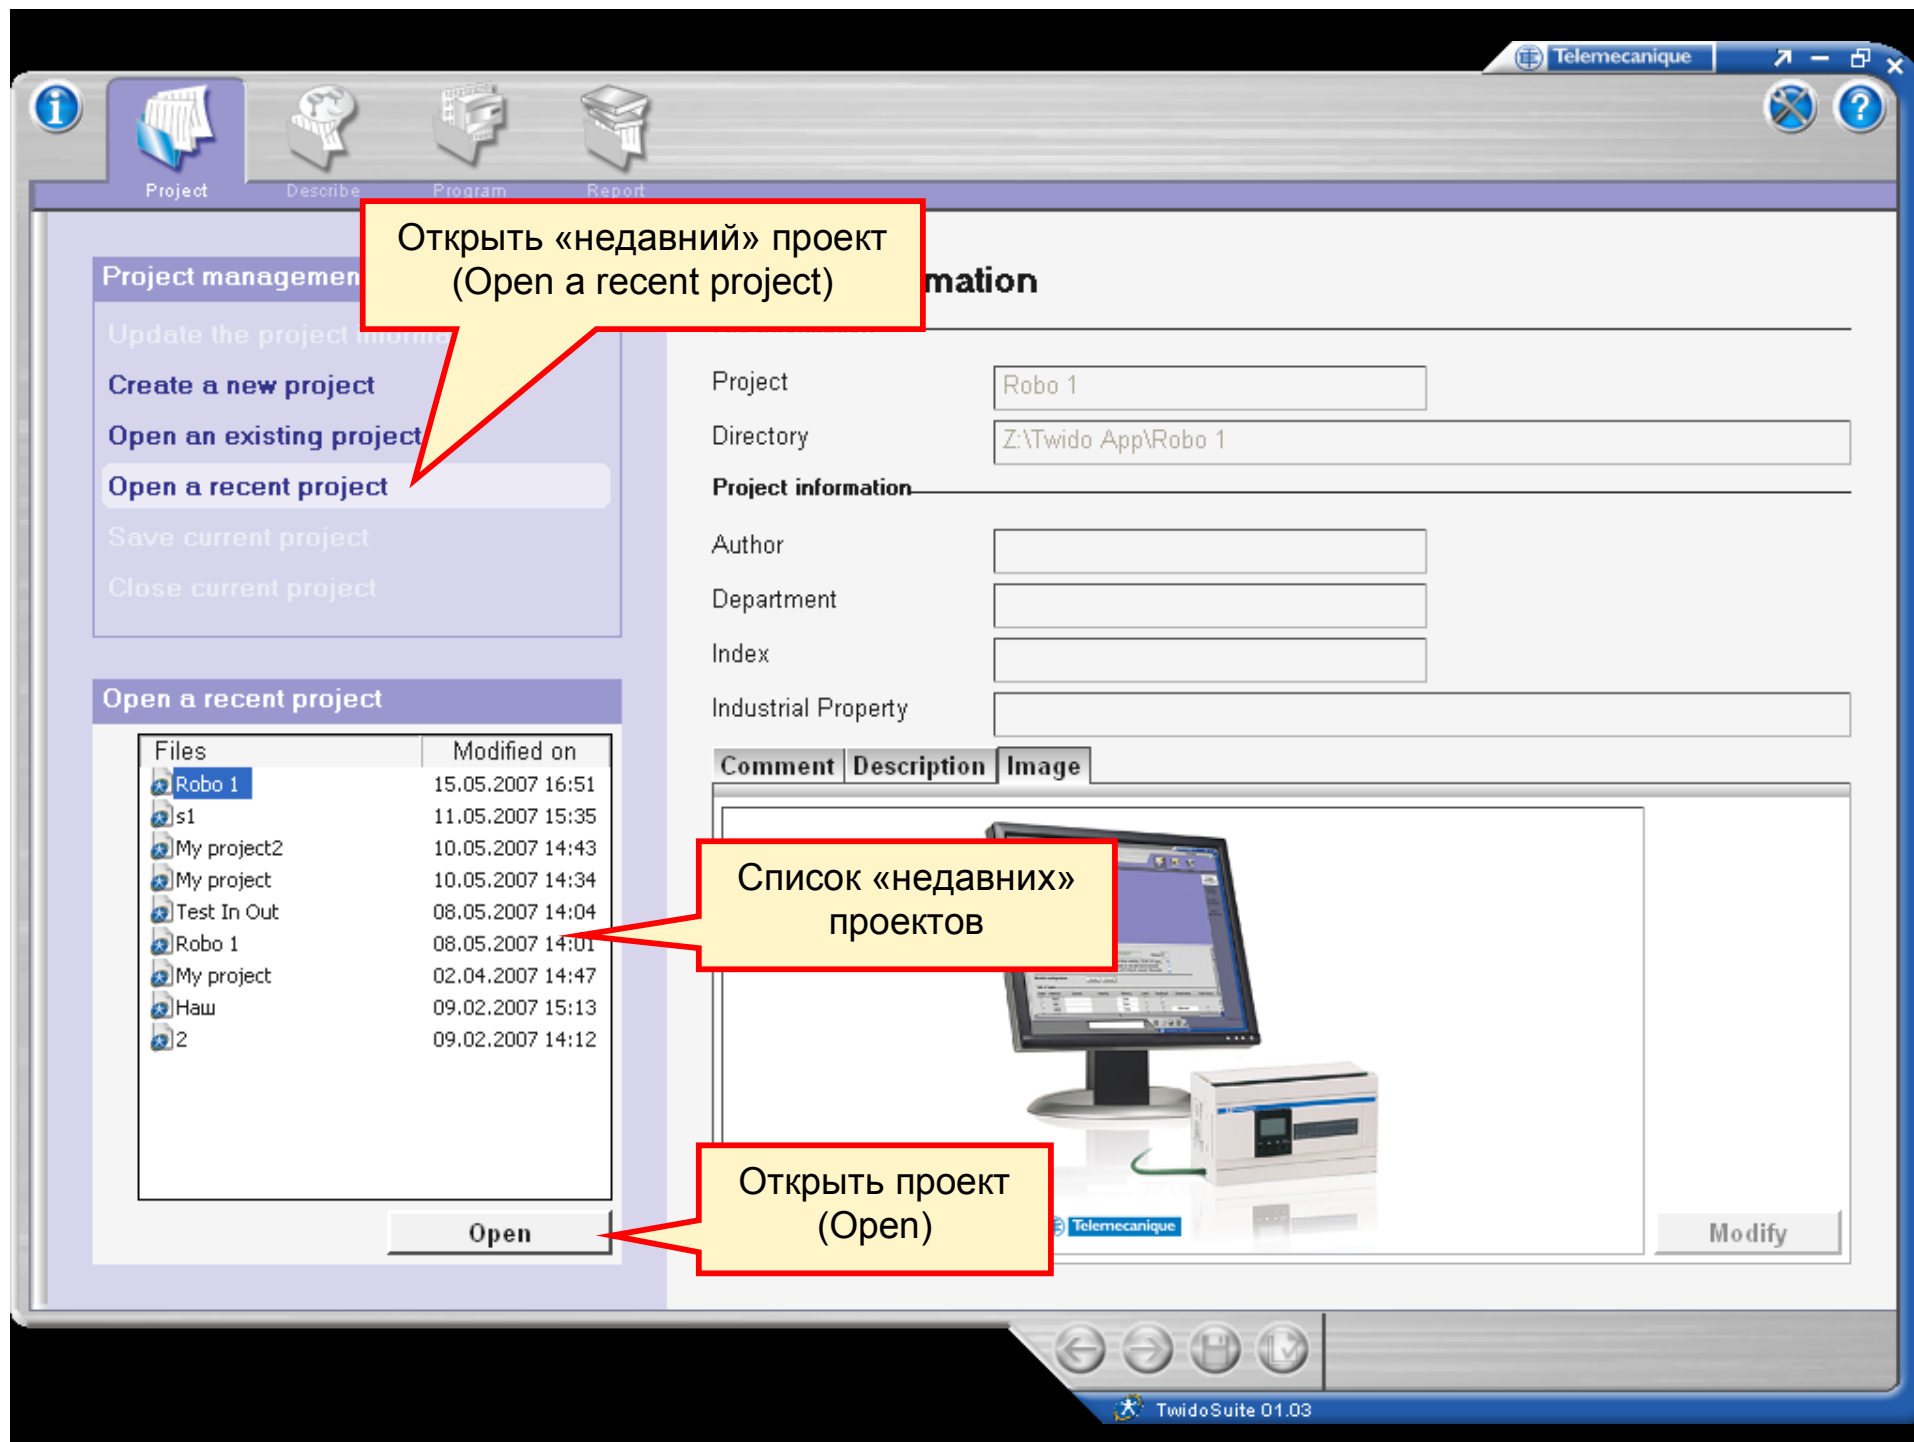 Telemecanique
Project
Describe
Program
Report
Открыть «недавний» проект
(Open a recent project)
Project managemen
mation
Update the project
Create a new project
Open an existing project
Open a recent project
Save current project
Close current project
Project
Robo 1
Directory
Z:\Twido App\Robo 1
Project information
Author
Department
Index
Industrial Property
Open a recent project
Files Modified on
Robo 1 15.05.2007 16:51
s1 11.05.2007 15:35
My project2 10.05.2007 14:43
My project 10.05.2007 14:34
Test In Out 08.05.2007 14:04
Robo 1 08.05.2007 14:01
My project 02.04.2007 14:47
Наш 09.02.2007 15:13
2 09.02.2007 14:12
Open
Comment Description Image
Список «недавних»
проектов
Открыть проект
(Open)
Telemecanique
Modify
TwidoSuite 01.03